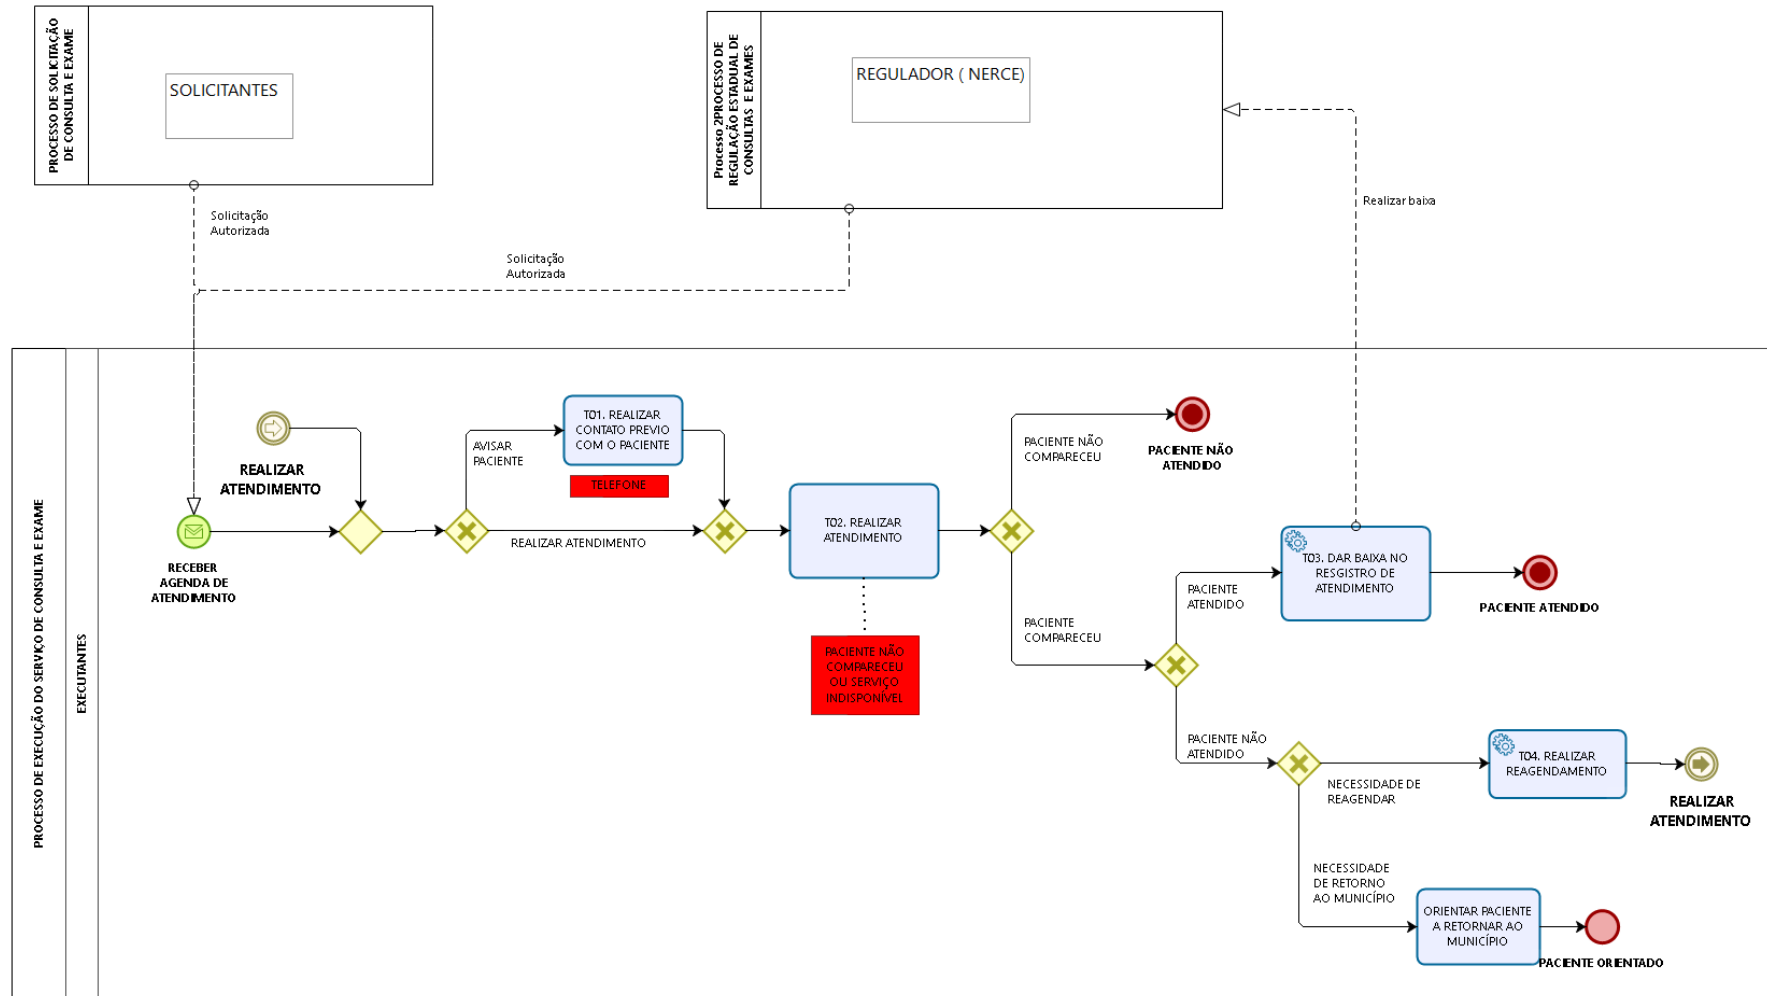 PROCESSO DE SOLICITAÇÃO
DE CONSULTA E EXAME
SOLICITANTES
Processo 2PROCESSO DE
REGULAÇÃO ESTADUAL DE
CONSULTAS E EXAMES
REGULADOR ( NERCE)
Solicitação
Autorizada
Solicitação
Autorizada
Realizar baixa
PROCESSO DE EXECUÇÃO DO SERVIÇO DE CONSULTA E EXAME
EXECUTANTES
REALIZAR
ATENDIMENTO
RECEBER
AGENDA DE
ATENDIMENTO
AVISAR
PACIENTE
T01. REALIZAR
CONTATO PREVIO
COM O PACIENTE
TELEFONE
REALIZAR ATENDIMENTO
T02. REALIZAR
ATENDIMENTO
PACIENTE NÃO
COMPARECEU
OU SERVIÇO
INDISPONÍVEL
PACIENTE NÃO
COMPARECEU
PACIENTE NÃO
ATENDIDO
PACIENTE
COMPARECEU
PACIENTE
ATENDIDO
T03. DAR BAIXA NO
RESGISTRO DE
ATENDIMENTO
PACIENTE ATENDIDO
PACIENTE NÃO
ATENDIDO
NECESSIDADE DE
REAGENDAR
T04. REALIZAR
REAGENDAMENTO
REALIZAR
ATENDIMENTO
NECESSIDADE
DE RETORNO
AO MUNICÍPIO
ORIENTAR PACIENTE
A RETORNAR AO
MUNICÍPIO
PACIENTE ORIENTADO